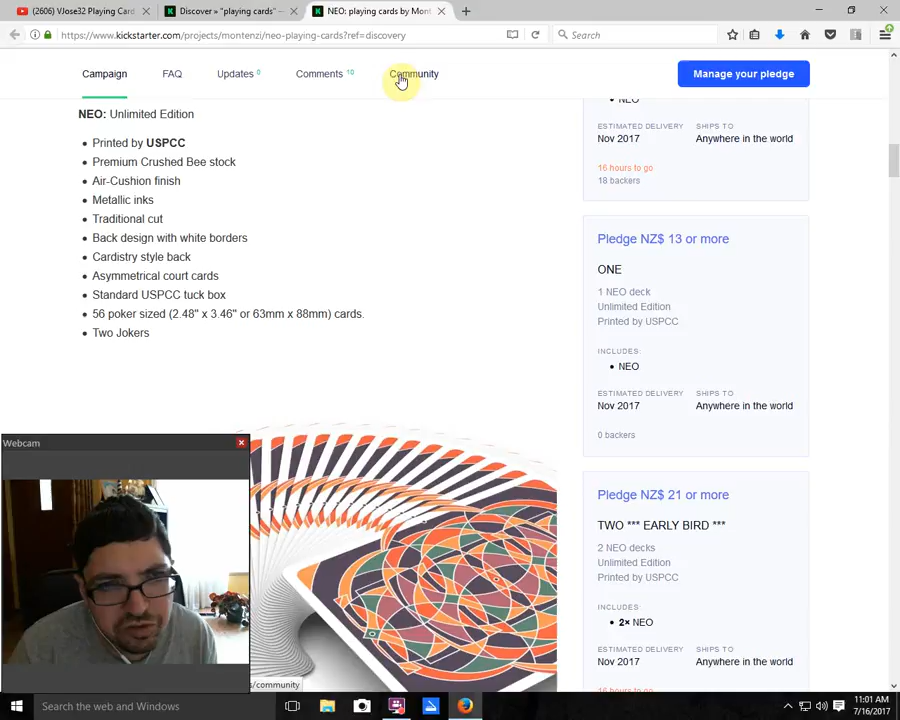 (2606) VJose32 Playing Card
Discover » "playing cards" —
NEO: playing cards by Mont
https://www.kickstarter.com/projects/montenzi/neo-playing-cards?ref=discovery
Search
Campaign
FAQ
Updates 0
Comments 10
Community
Manage your pledge
NEO: Unlimited Edition
Printed by USPCC
Premium Crushed Bee stock
Air-Cushion finish
Metallic inks
Traditional cut
Back design with white borders
Cardistry style back
Asymmetrical court cards
Standard USPCC tuck box
56 poker sized (2.48" x 3.46" or 63mm x 88mm) cards.
Two Jokers
NEO
ESTIMATED DELIVERY
SHIPS TO
Nov 2017
Anywhere in the world
16 hours to go
18 backers
Pledge NZ$ 13 or more
ONE
1 NEO deck
Unlimited Edition
Printed by USPCC
INCLUDES:
NEO
ESTIMATED DELIVERY
SHIPS TO
Nov 2017
Anywhere in the world
0 backers
Pledge NZ$ 21 or more
TWO *** EARLY BIRD ***
2 NEO decks
Unlimited Edition
Printed by USPCC
INCLUDES:
2× NEO
ESTIMATED DELIVERY
SHIPS TO
Nov 2017
Anywhere in the world
16 hours to go
Webcam
s/community
Search the web and Windows
11:01 AM
7/16/2017